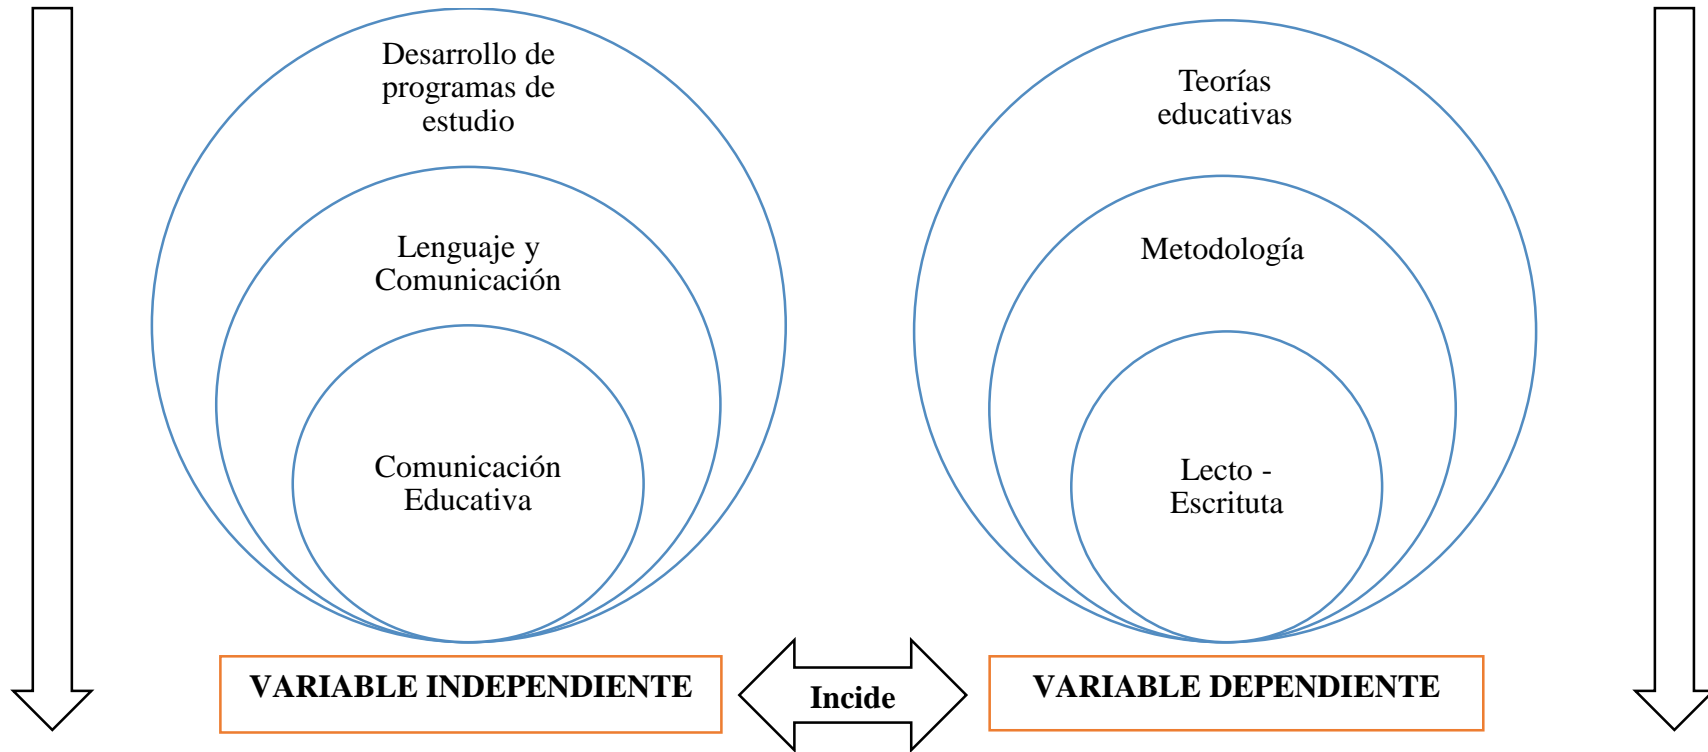 Desarrollo de
programas de
estudio
Lenguaje y
Comunicación
Comunicación
Educativa
VARIABLE INDEPENDIENTE
Incide
Teorías
educativas
Metodología
Lecto -
Escrituta
VARIABLE DEPENDIENTE